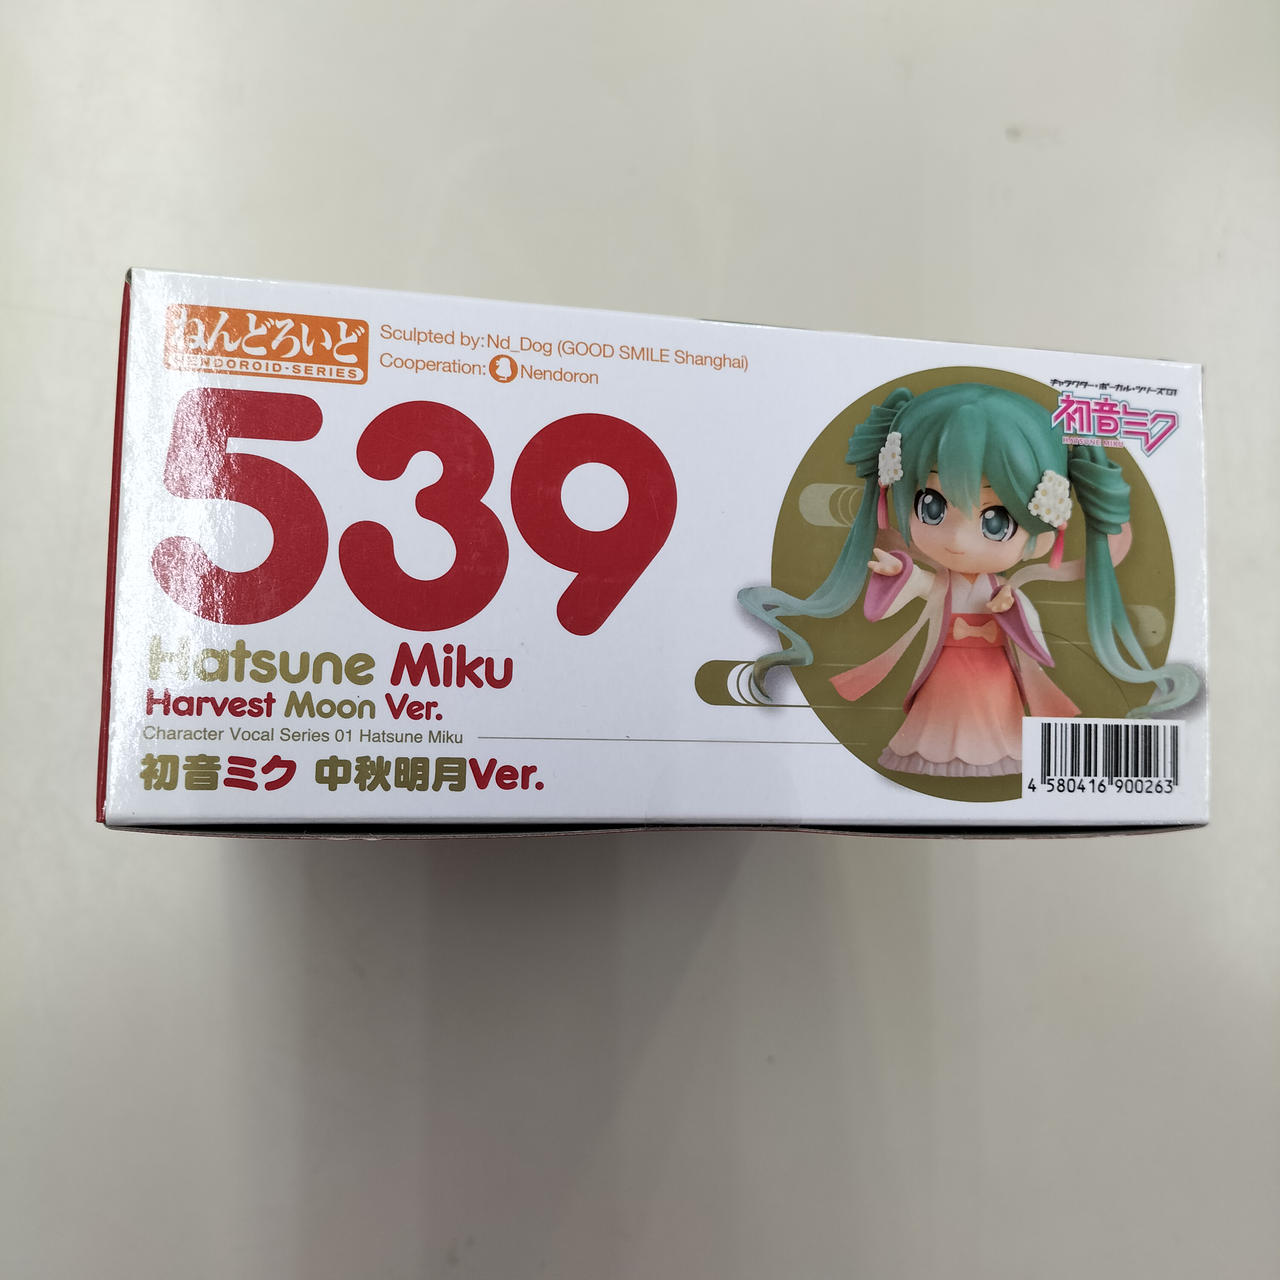 ねんどろいど
NENDOROID-SERIES
Sculpted by:Nd_Dog (GOOD SMILE Shanghai)
Cooperation: Nendoron
539
Hatsune Miku
Harvest Moon Ver.
Character Vocal Series 01 Hatsune Miku
初音ミク 中秋明月Ver.
キャラクター・ボーカル・シリーズ01
初音ミク
HATSUNE MIKU
4 580416 900263